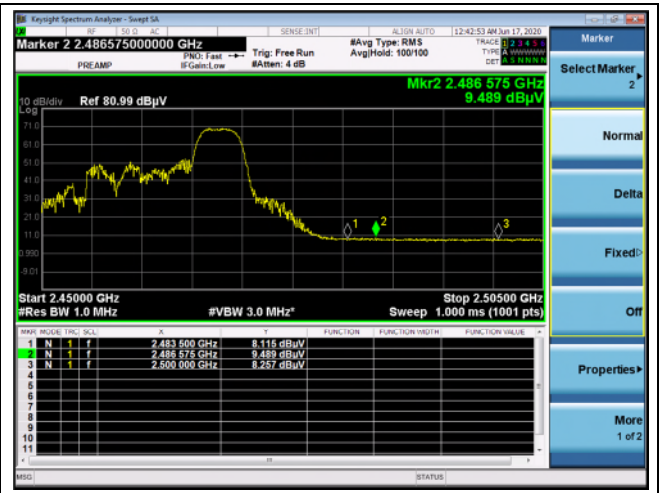 Keysight Spectrum Analyzer - Swept SA
RF 50 Ω AC SENSE:INT ALIGN AUTO 12:42:53 AM Jun 17, 2020
Marker 2 2.486575000000 GHz #Avg Type: RMS TRACE 1 2 3 4 5 6 Marker
PNO: Fast Trig: Free Run Avg|Hold: 100/100 TYPE
PREAMP IFGain:Low #Atten: 4 dB DET A S N N N N
Select Marker
2
Mkr2 2.486 575 GHz
10 dB/div Ref 80.99 dBµV 9.489 dBµV
Log
71.0
61.0
51.0
41.0
31.0
21.0
11.0
0.990
-9.01
1
2
3
Normal
Delta
Fixed
Off
Start 2.45000 GHz Stop 2.50500 GHz
#Res BW 1.0 MHz #VBW 3.0 MHz* Sweep 1.000 ms (1001 pts)
MKR MODE TRC SCL X Y FUNCTION FUNCTION WIDTH FUNCTION VALUE
1 N 1 f 2.483 500 GHz 8.115 dBuV
2 N 1 f 2.486 575 GHz 9.489 dBuV
3 N 1 f 2.500 000 GHz 8.257 dBuV
4
5
6
7
8
9
10
11
Properties
More
1 of 2
MSG STATUS